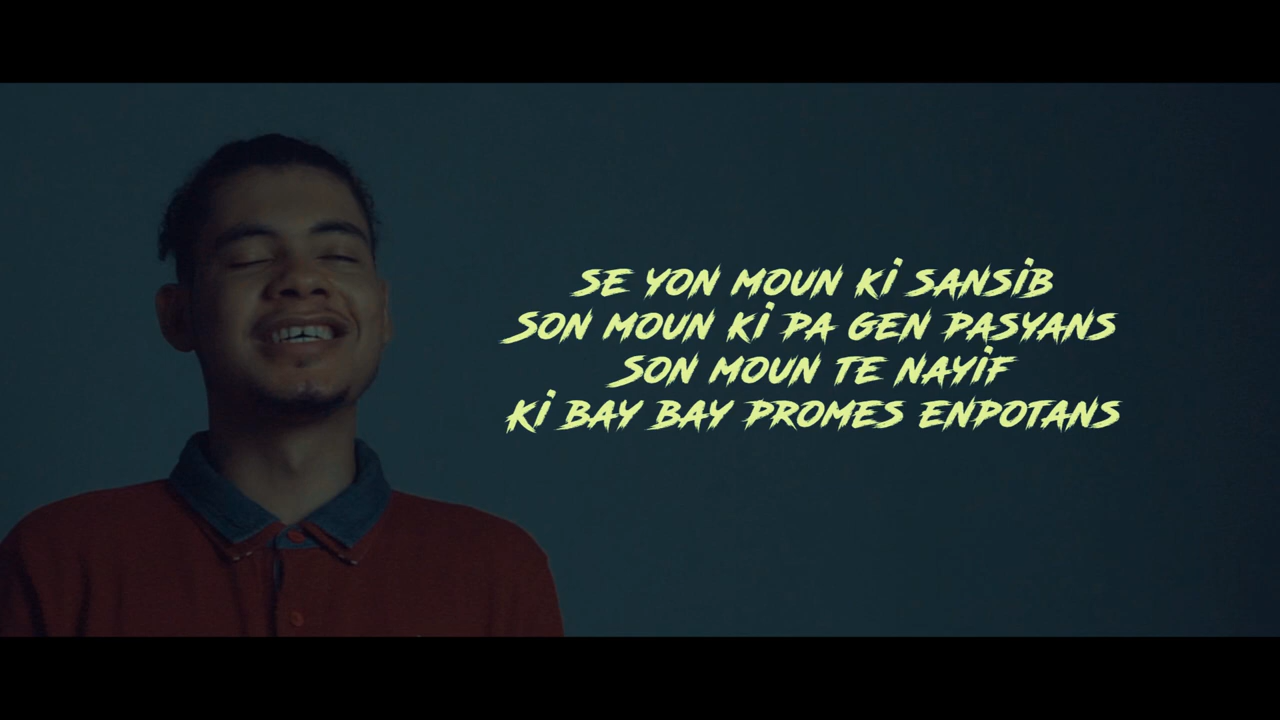 SE YON MOUN KI SANSIB
SON MOUN KI PA GEN PASYANS
SON MOUN TE NAYIF
KI BAY BAY PROMES ENPOTANS